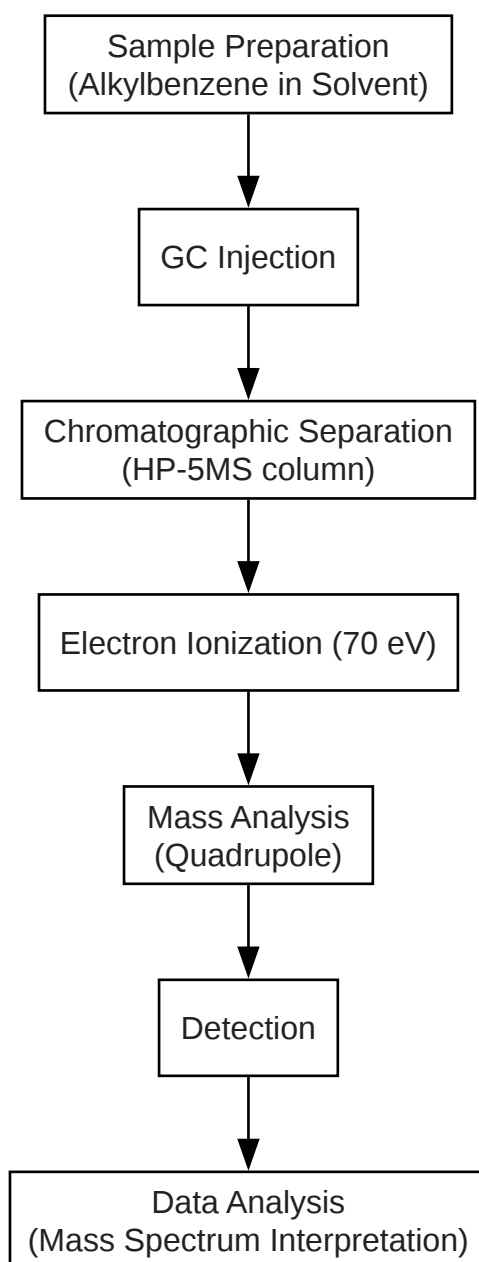 Sample Preparation
(Alkylbenzene in Solvent)
GC Injection
Chromatographic Separation
(HP-5MS column)
Electron Ionization (70 eV)
Mass Analysis
(Quadrupole)
Detection
Data Analysis
(Mass Spectrum Interpretation)